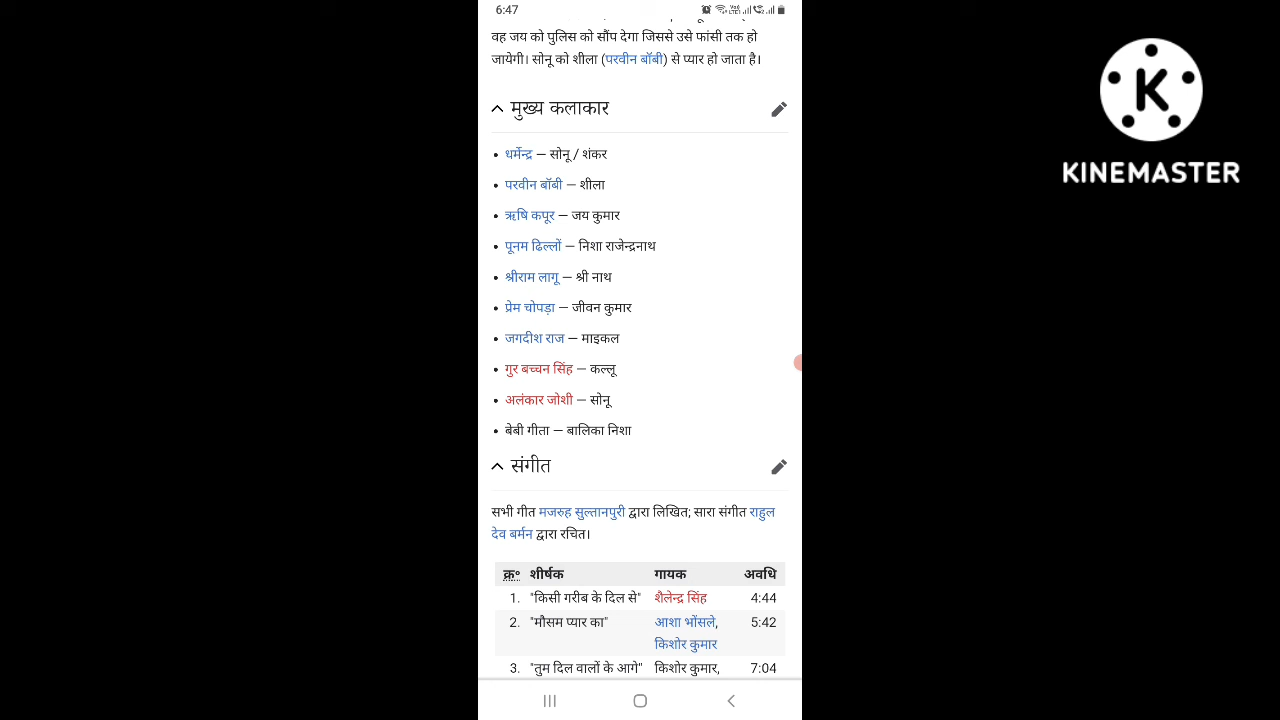 6:47
वह जय को पुलिस को सौंप देगा जिससे उसे फांसी तक हो
जायेगी। सोनू को शीला (परवीन बॉबी) से प्यार हो जाता है।
मुख्य कलाकार
• धर्मेन्द्र — सोनू / शंकर
• परवीन बॉबी — शीला
• ऋषि कपूर — जय कुमार
• पूनम ढिल्लों — निशा राजेन्द्रनाथ
• श्रीराम लागू — श्री नाथ
• प्रेम चोपड़ा — जीवन कुमार
• जगदीश राज — माइकल
• गुर बच्चन सिंह — कल्लू
• अलंकार जोशी — सोनू
• बेबी गीता — बालिका निशा
संगीत
सभी गीत मजरुह सुल्तानपुरी द्वारा लिखित; सारा संगीत राहुल
देव बर्मन द्वारा रचित।
क्र॰ शीर्षक गायक अवधि
1. "किसी गरीब के दिल से" शैलेन्द्र सिंह 4:44
2. "मौसम प्यार का" आशा भोंसले, 5:42
किशोर कुमार
3. "तुम दिल वालों के आगे" किशोर कुमार, 7:04
K
KINEMASTER